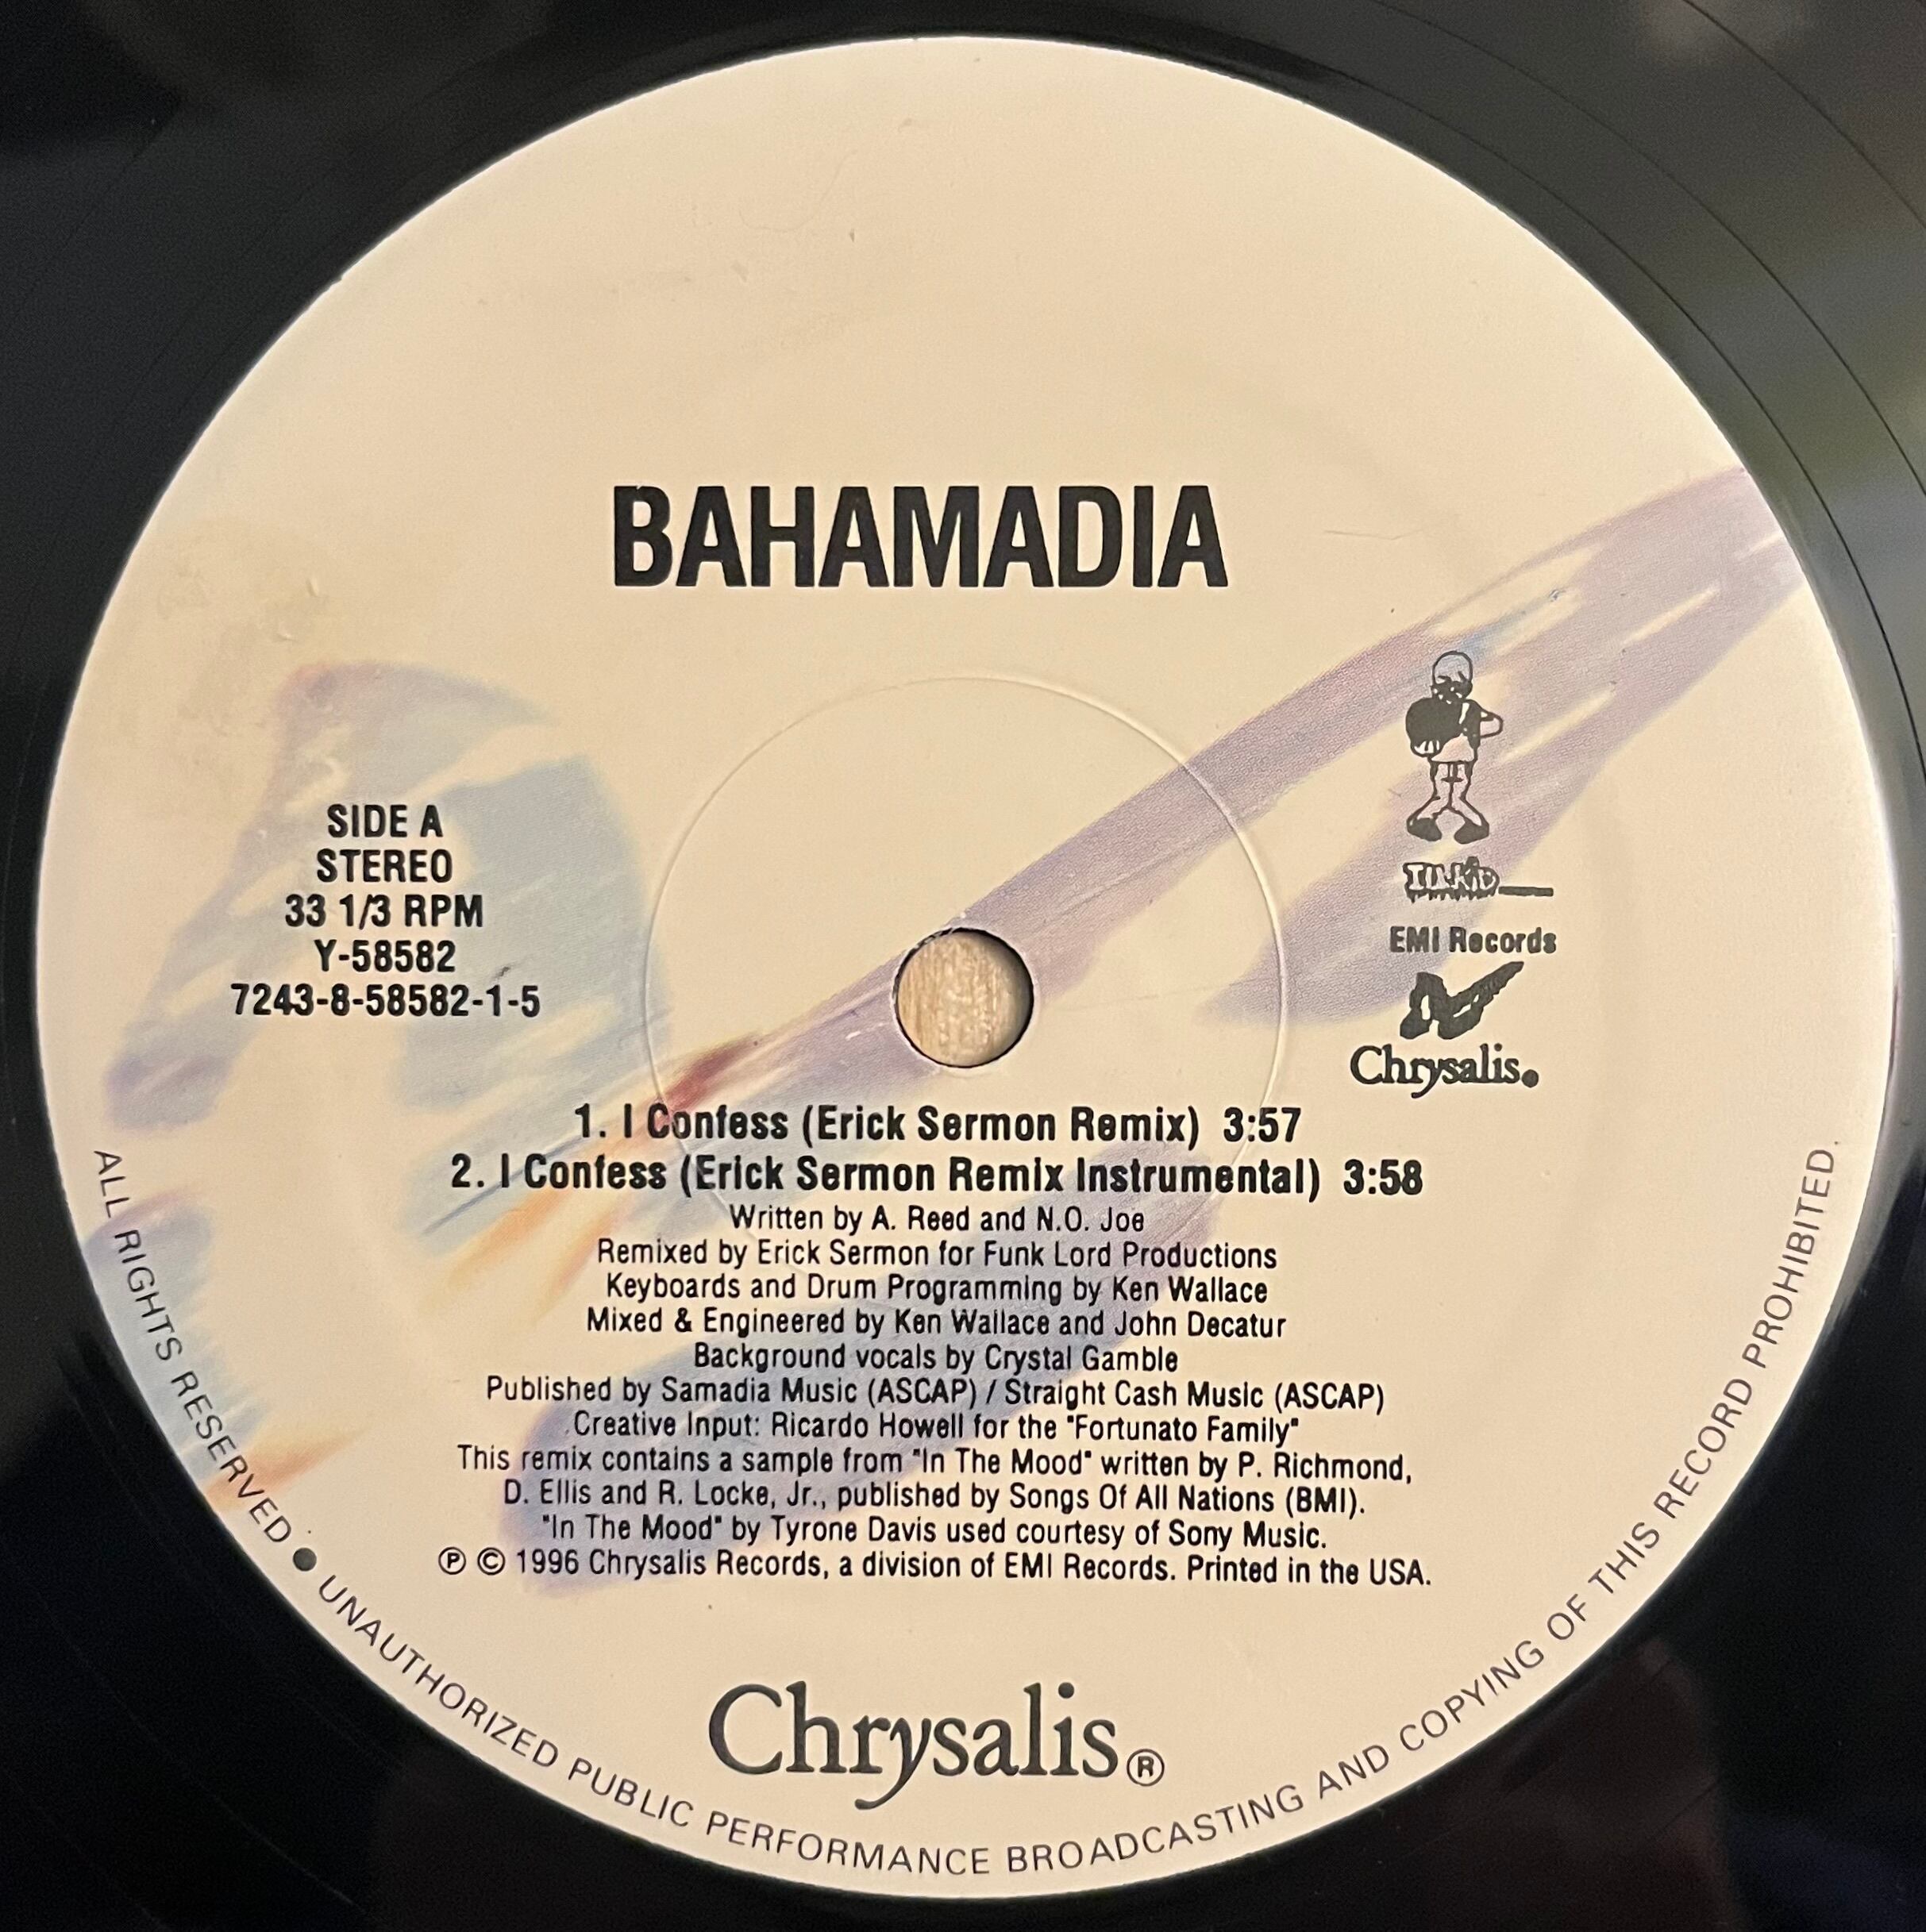 BAHAMADIA
SIDE A
STEREO
33 1/3 RPM
Y-58582
7243-8-58582-1-5
EMI Records
Chrysalis.
1. I Confess (Erick Sermon Remix) 3:57
2. I Confess (Erick Sermon Remix Instrumental) 3:58
Written by A. Reed and N.O. Joe
Remixed by Erick Sermon for Funk Lord Productions
Keyboards and Drum Programming by Ken Wallace
Mixed & Engineered by Ken Wallace and John Decatur
Background vocals by Crystal Gamble
Published by Samadia Music (ASCAP) / Straight Cash Music (ASCAP)
Creative Input: Ricardo Howell for the "Fortunato Family"
This remix contains a sample from "In The Mood" written by P. Richmond,
D. Ellis and R. Locke, Jr., published by Songs Of All Nations (BMI).
"In The Mood" by Tyrone Davis used courtesy of Sony Music.
℗ © 1996 Chrysalis Records, a division of EMI Records. Printed in the USA.
Chrysalis®
ALL RIGHTS RESERVED ● UNAUTHORIZED PUBLIC PERFORMANCE BROADCASTING AND COPYING OF THIS RECORD PROHIBITED.